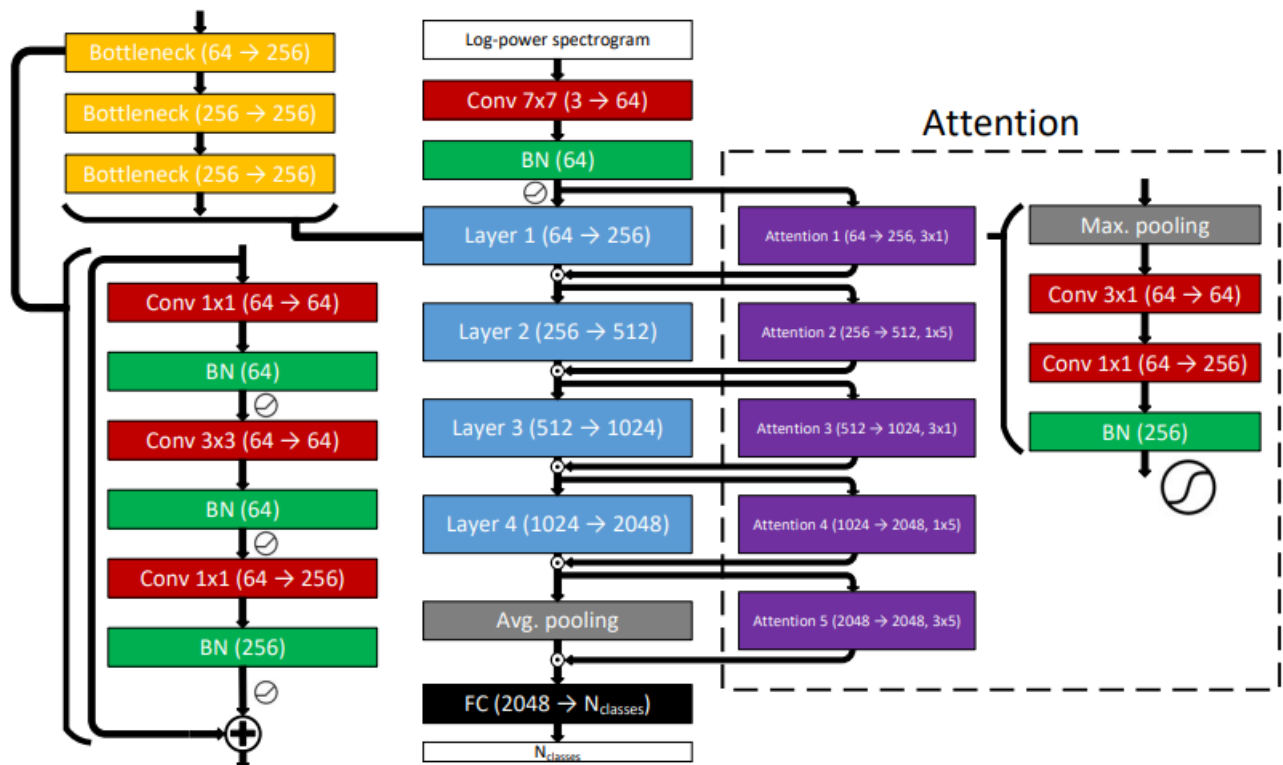 Bottleneck (64 → 256)
Bottleneck (256 → 256)
Bottleneck (256 → 256)
Conv 1x1 (64 → 64)
BN (64)
Conv 3x3 (64 → 64)
BN (64)
Conv 1x1 (64 → 256)
BN (256)
Log-power spectrogram
Conv 7x7 (3 → 64)
BN (64)
Layer 1 (64 → 256)
Layer 2 (256 → 512)
Layer 3 (512 → 1024)
Layer 4 (1024 → 2048)
Avg. pooling
FC (2048 → Nclasses)
Nclasses
Attention
Attention 1 (64 → 256, 3x1)
Attention 2 (256 → 512, 1x5)
Attention 3 (512 → 1024, 3x1)
Attention 4 (1024 → 2048, 1x5)
Attention 5 (2048 → 2048, 3x5)
Max. pooling
Conv 3x1 (64 → 64)
Conv 1x1 (64 → 256)
BN (256)